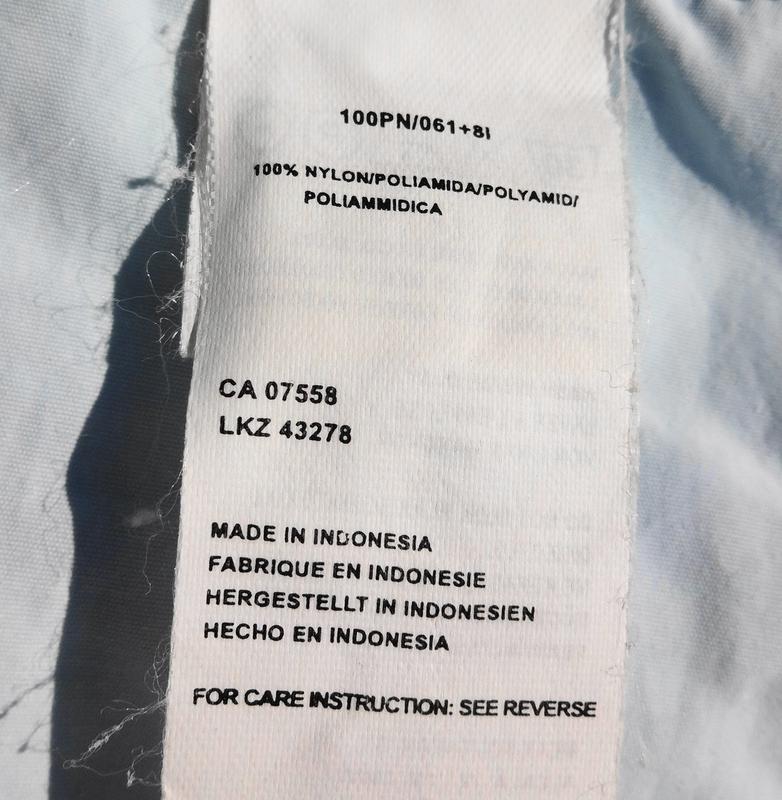 100PN/061+8I
100% NYLON/POLIAMIDA/POLYAMID/
POLIAMMIDICA
CA 07558
LKZ 43278
MADE IN INDONESIA
FABRIQUE EN INDONESIE
HERGESTELLT IN INDONESIEN
HECHO EN INDONESIA
FOR CARE INSTRUCTION: SEE REVERSE